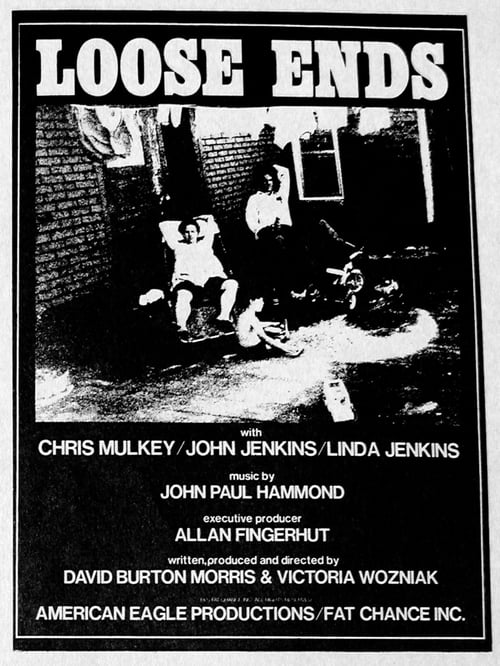 LOOSE ENDS
with
CHRIS MULKEY/JOHN JENKINS/LINDA JENKINS
music by
JOHN PAUL HAMMOND
executive producer
ALLAN FINGERHUT
written,produced and directed by
DAVID BURTON MORRIS & VICTORIA WOZNIAK
AMERICAN EAGLE PRODUCTIONS/FAT CHANCE INC.